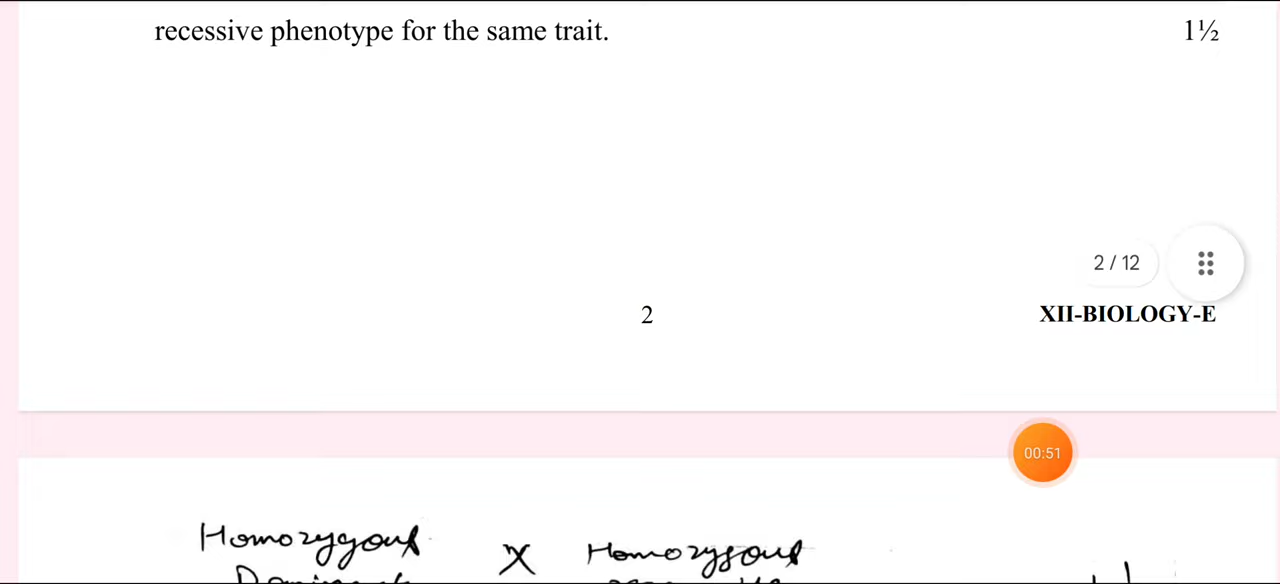 recessive phenotype for the same trait. 1½
2 / 12
2 XII-BIOLOGY-E
00:51
Homozygous X Homozygous